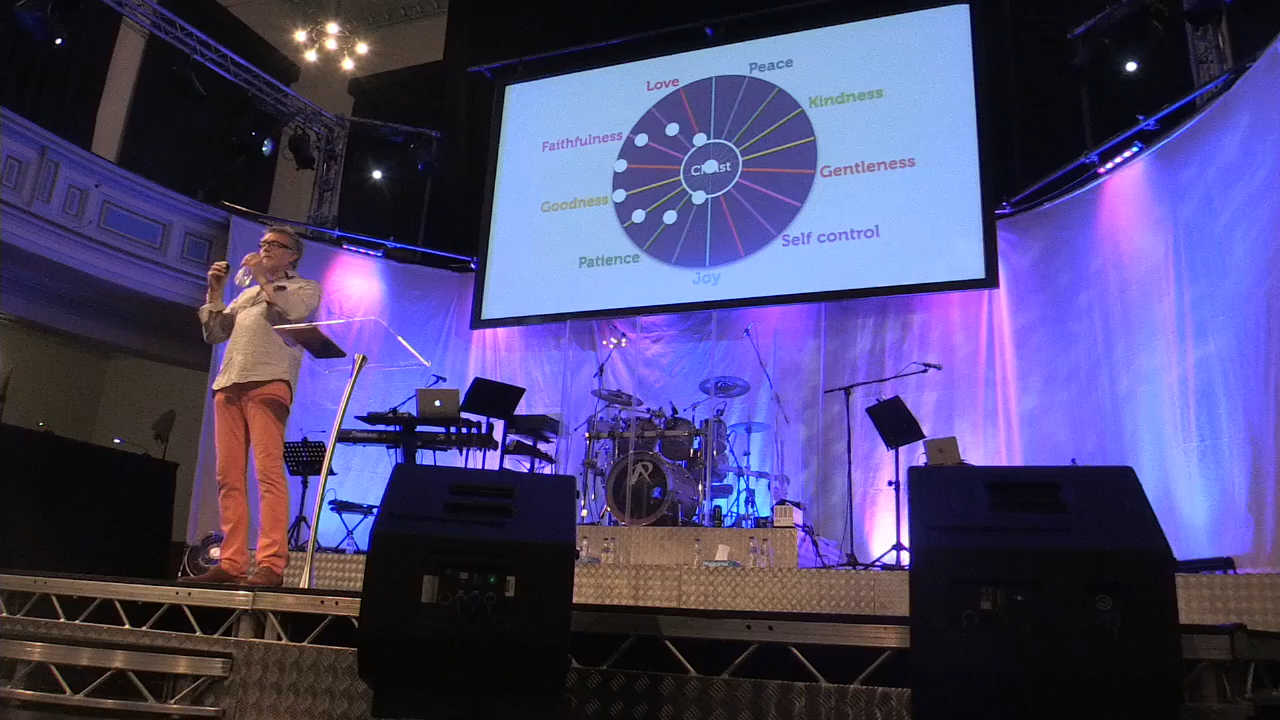 Peace
Love
Kindness
Faithfulness
Christ
Gentleness
Goodness
Self control
Patience
Joy